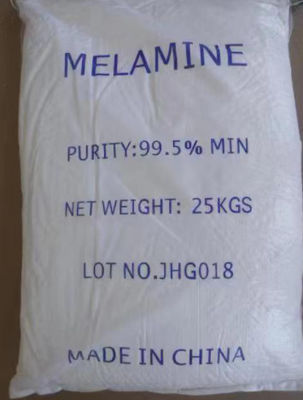 MELAMINE
PURITY:99.5% MIN
NET WEIGHT: 25KGS
LOT NO.JHG018
MADE IN CHINA